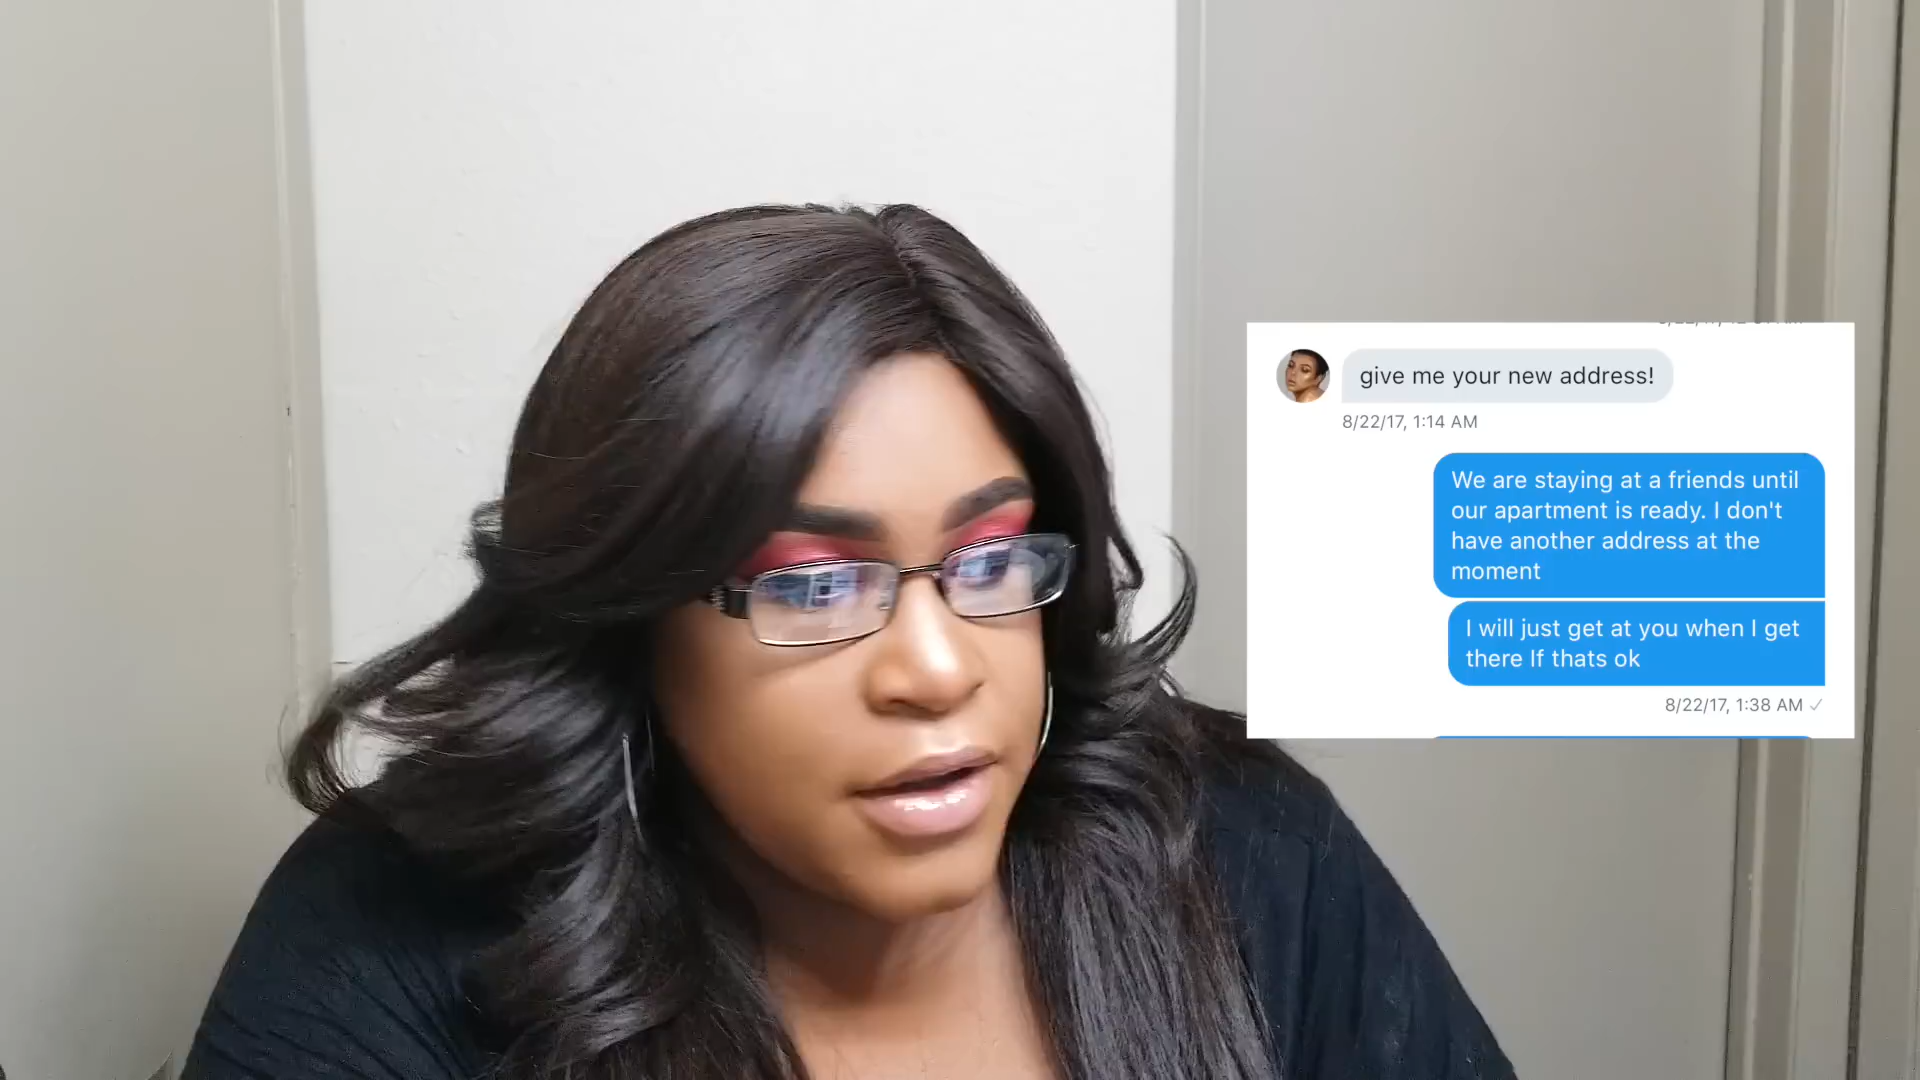 give me your new address!
8/22/17, 1:14 AM
We are staying at a friends until
our apartment is ready. I don't
have another address at the
moment
I will just get at you when I get
there If thats ok
8/22/17, 1:38 AM ✓